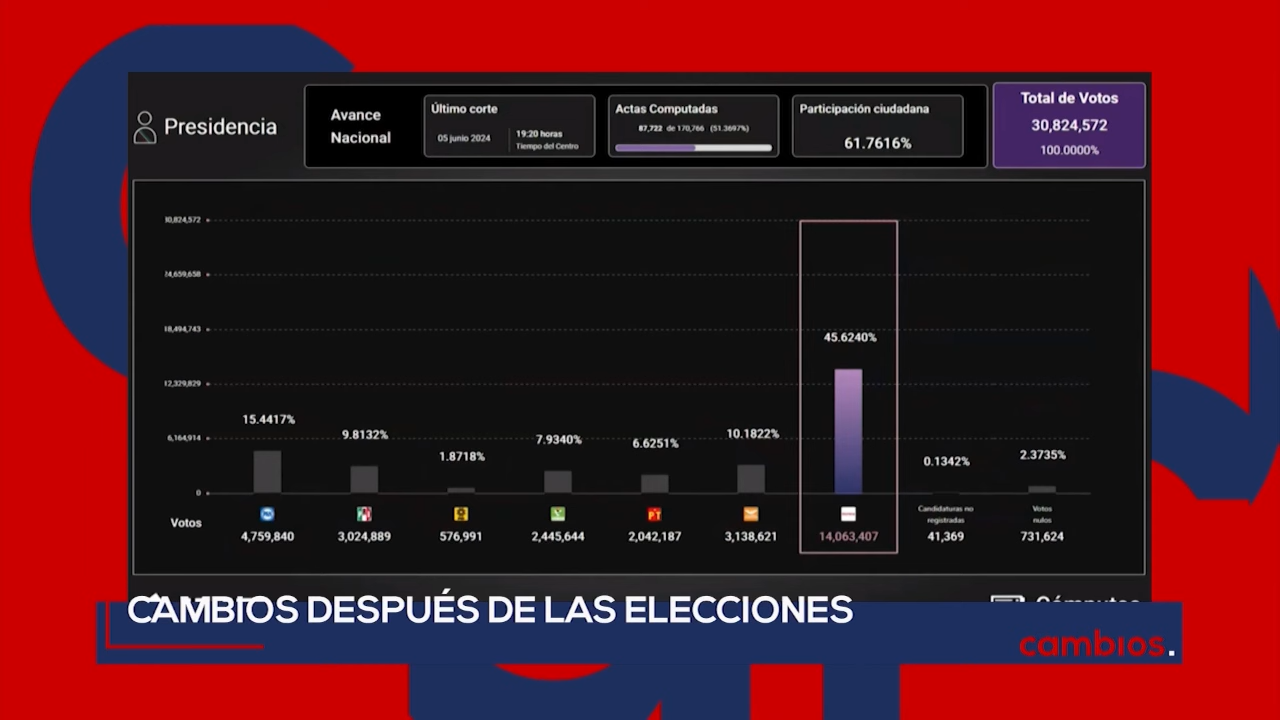 Presidencia
Avance
Nacional
Último corte
05 junio 2024
19:20 horas
Tiempo del Centro
Actas Computadas
87,722 de 170,766 (51.3697%)
Participación ciudadana
61.7616%
Total de Votos
30,824,572
100.0000%
30,824,572
24,659,658
18,494,743
12,329,829
6,164,914
0
15.4417%
9.8132%
1.8718%
7.9340%
6.6251%
10.1822%
45.6240%
0.1342%
2.3735%
Candidaturas no
registradas
Votos
nulos
Votos
4,759,840
3,024,889
576,991
2,445,644
2,042,187
3,138,621
14,063,407
41,369
731,624
CAMBIOS DESPUÉS DE LAS ELECCIONES
cambios.